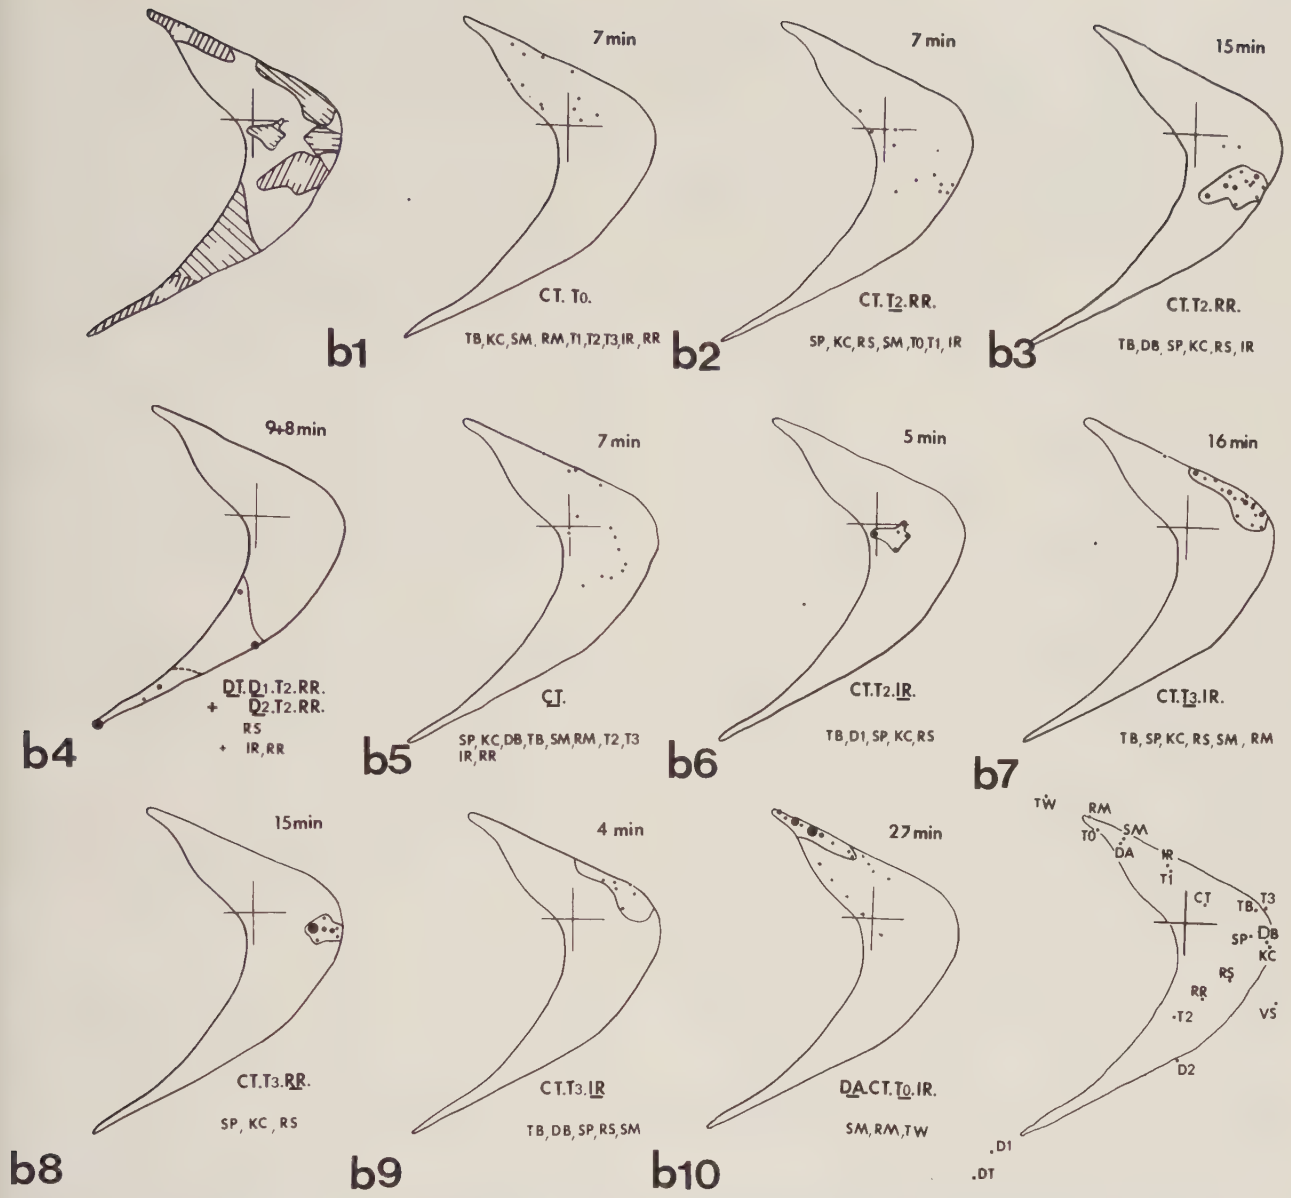 7 min
CT. T0.
TB, KC, SM, RM, T1, T2, T3, IR, RR
b1
7 min
CT. T2. RR.
SP, KC, RS, SM, T0, T1, IR
b2
15 min
CT. T2. RR.
TB, DB, SP, KC, RS, IR
b3
9+8 min
DT. D1. T2. RR.
+ D2. T2. RR.
RS
+ IR, RR
b4
7 min
CT.
SP, KC, DB, TB, SM, RM, T2, T3
IR, RR
b5
5 min
CT. T2. IR.
TB, D1, SP, KC, RS
b6
16 min
CT. T3. IR.
TB, SP, KC, RS, SM, RM
b7
15 min
CT. T3. RR.
SP, KC, RS
b8
4 min
CT. T3. IR
TB, DB, SP, RS, SM
b9
27 min
DA. CT. T0. IR.
SM, RM, TW
b10
TW
RM
T0
SM
DA
IR
T1
CT
TB
T3
SP
DB
KC
RS
RR
T2
VS
D2
D1
DT